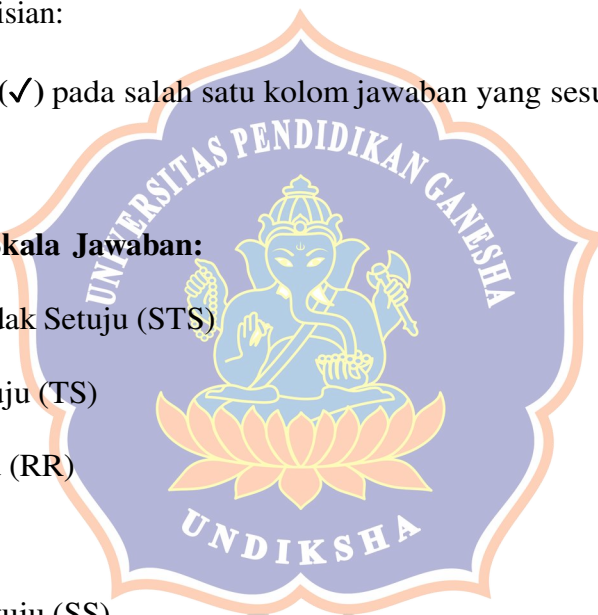 isian:
(✓) pada salah satu kolom jawaban yang sesu
UNIVERSITAS PENDIDIKAN GANESHA
kala Jawaban:
dak Setuju (STS)
uju (TS)
(RR)
UNDIKSHA
tuju (SS)